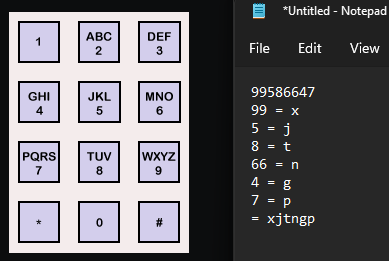 1
ABC
2
DEF
3
GHI
4
JKL
5
MNO
6
PQRS
7
TUV
8
WXYZ
9
*
0
#
*Untitled - Notepad
File Edit View
99586647
99 = x
5 = j
8 = t
66 = n
4 = g
7 = p
= xjtngp